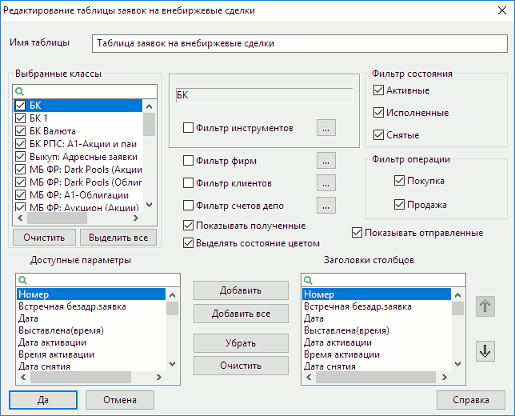 Редактирование таблицы заявок на внебиржевые сделки
Имя таблицы
Таблица заявок на внебиржевые сделки
Выбранные классы
БК
БК 1
БК Валюта
БК РПС: А1-Акции и паи
Выкуп: Адресные заявки
МБ ФР: Dark Pools (Акции
МБ ФР: Dark Pools (Облиг
МБ ФР: А1-Облигации
МБ ФР: Аукцион (Акции)
Очистить
Выделить все
БК
Фильтр инструментов
...
Фильтр фирм
...
Фильтр клиентов
...
Фильтр счетов депо
...
Показывать полученные
Выделять состояние цветом
Фильтр состояния
Активные
Исполненные
Снятые
Фильтр операции
Покупка
Продажа
Показывать отправленные
Доступные параметры
Номер
Встречная безадр.заявка
Дата
Выставлена(время)
Дата активации
Время активации
Дата снятия
Добавить
Добавить все
Убрать
Очистить
Заголовки столбцов
Номер
Встречная безадр.заявка
Дата
Выставлена(время)
Дата активации
Время активации
Дата снятия
Да
Отмена
Справка